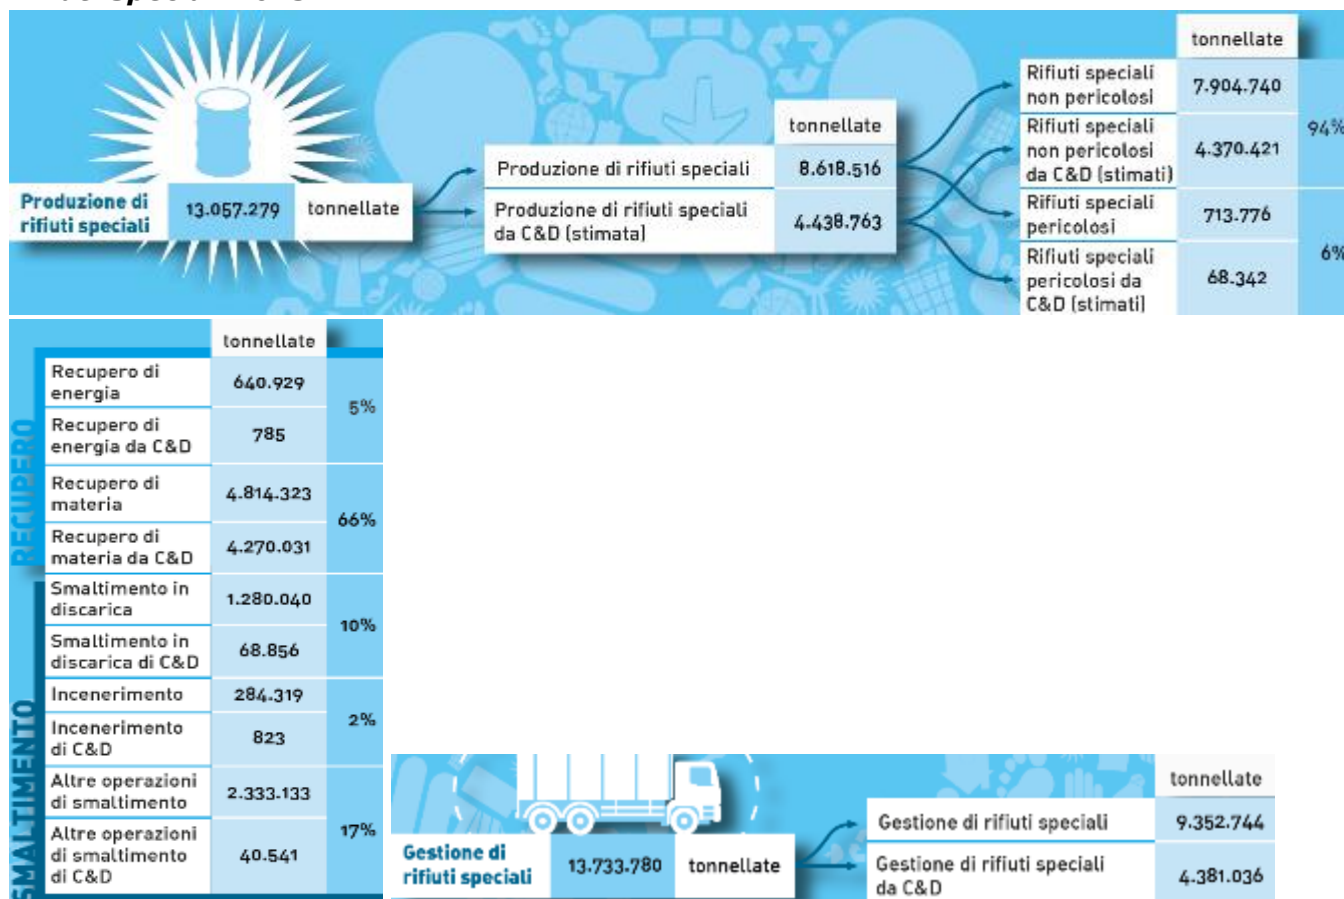 tonnellate
Rifiuti speciali
non pericolosi
7.904.740
94%
tonnellate
Rifiuti speciali
non pericolosi
da C&D (stimati)
4.370.421
Produzione di rifiuti speciali
8.618.516
Produzione di
rifiuti speciali
13.057.279
tonnellate
Produzione di rifiuti speciali
da C&D (stimata)
4.438.763
Rifiuti speciali
pericolosi
713.776
6%
Rifiuti speciali
pericolosi da
C&D (stimati)
68.342
tonnellate
RECUPERO
Recupero di
energia
640.929
5%
Recupero di
energia da C&D
785
Recupero di
materia
4.814.323
66%
Recupero di
materia da C&D
4.270.031
SMALTIMENTO
Smaltimento in
discarica
1.280.040
10%
Smaltimento in
discarica di C&D
68.856
Incenerimento
284.319
2%
Incenerimento
di C&D
823
Altre operazioni
di smaltimento
2.333.133
17%
Altre operazioni
di smaltimento
di C&D
40.541
tonnellate
Gestione di
rifiuti speciali
13.733.780
tonnellate
Gestione di rifiuti speciali
9.352.744
Gestione di rifiuti speciali
da C&D
4.381.036